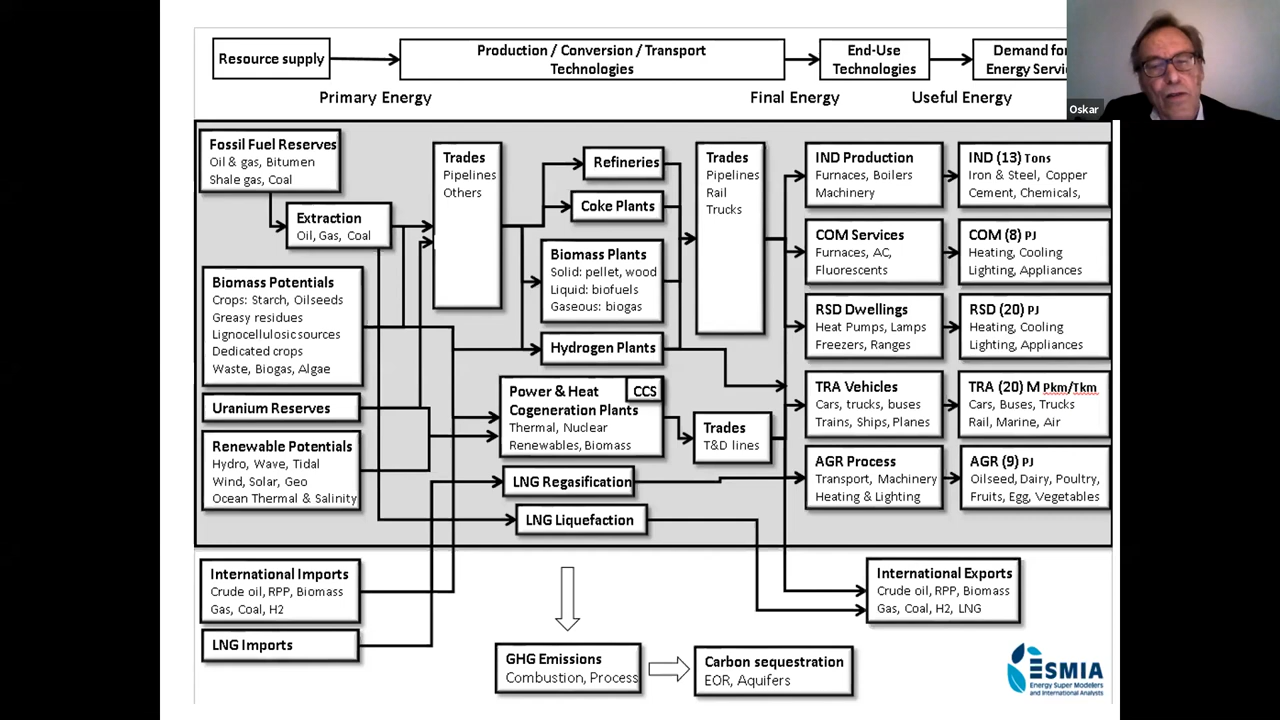 Resource supply
Production / Conversion / Transport
Technologies
End-Use
Technologies
Demand for
Energy Servi
Primary Energy
Final Energy
Useful Energy
Oskar
Fossil Fuel Reserves
Oil & gas, Bitumen
Shale gas, Coal
Extraction
Oil, Gas, Coal
Biomass Potentials
Crops: Starch, Oilseeds
Greasy residues
Lignocellulosic sources
Dedicated crops
Waste, Biogas, Algae
Uranium Reserves
Renewable Potentials
Hydro, Wave, Tidal
Wind, Solar, Geo
Ocean Thermal & Salinity
Trades
Pipelines
Others
Refineries
Coke Plants
Biomass Plants
Solid: pellet, wood
Liquid: biofuels
Gaseous: biogas
Hydrogen Plants
Power & Heat
CCS
Cogeneration Plants
Thermal, Nuclear
Renewables, Biomass
LNG Regasification
LNG Liquefaction
Trades
Pipelines
Rail
Trucks
Trades
T&D lines
IND Production
Furnaces, Boilers
Machinery
COM Services
Furnaces, AC,
Fluorescents
RSD Dwellings
Heat Pumps, Lamps
Freezers, Ranges
TRA Vehicles
Cars, trucks, buses
Trains, Ships, Planes
AGR Process
Transport, Machinery
Heating & Lighting
IND (13) Tons
Iron & Steel, Copper
Cement, Chemicals,
COM (8) PJ
Heating, Cooling
Lighting, Appliances
RSD (20) PJ
Heating, Cooling
Lighting, Appliances
TRA (20) M Pkm/Tkm
Cars, Buses, Trucks
Rail, Marine, Air
AGR (9) PJ
Oilseed, Dairy, Poultry,
Fruits, Egg, Vegetables
International Imports
Crude oil, RPP, Biomass
Gas, Coal, H2
LNG Imports
International Exports
Crude oil, RPP, Biomass
Gas, Coal, H2, LNG
GHG Emissions
Combustion, Process
Carbon sequestration
EOR, Aquifers
ESMIA
Energy Super Modelers
and International Analysts